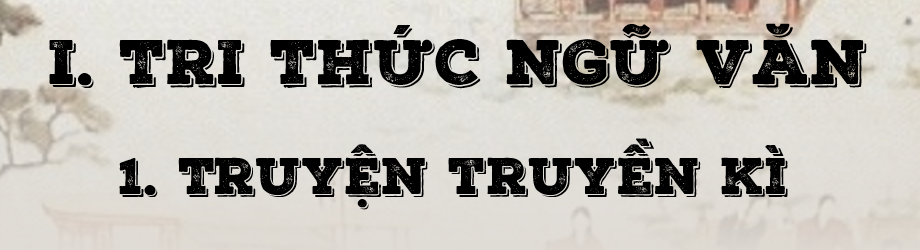 I. TRI THỨC NGỮ VĂN
1. TRUYỆN TRUYỀN KÌ